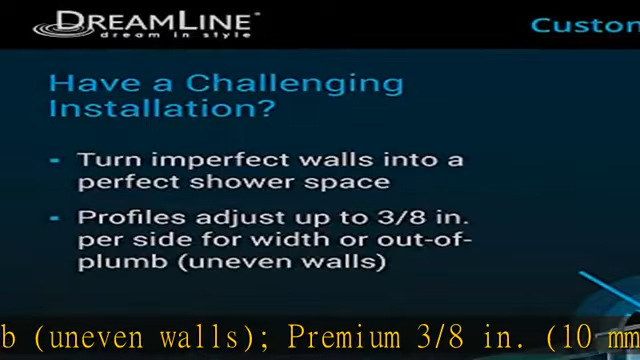 DREAMLINE™
dream in style
Custo
Have a Challenging
Installation?
- Turn imperfect walls into a
perfect shower space
- Profiles adjust up to 3/8 in.
per side for width or out-of-
plumb (uneven walls)
b (uneven walls); Premium 3/8 in. (10 mm